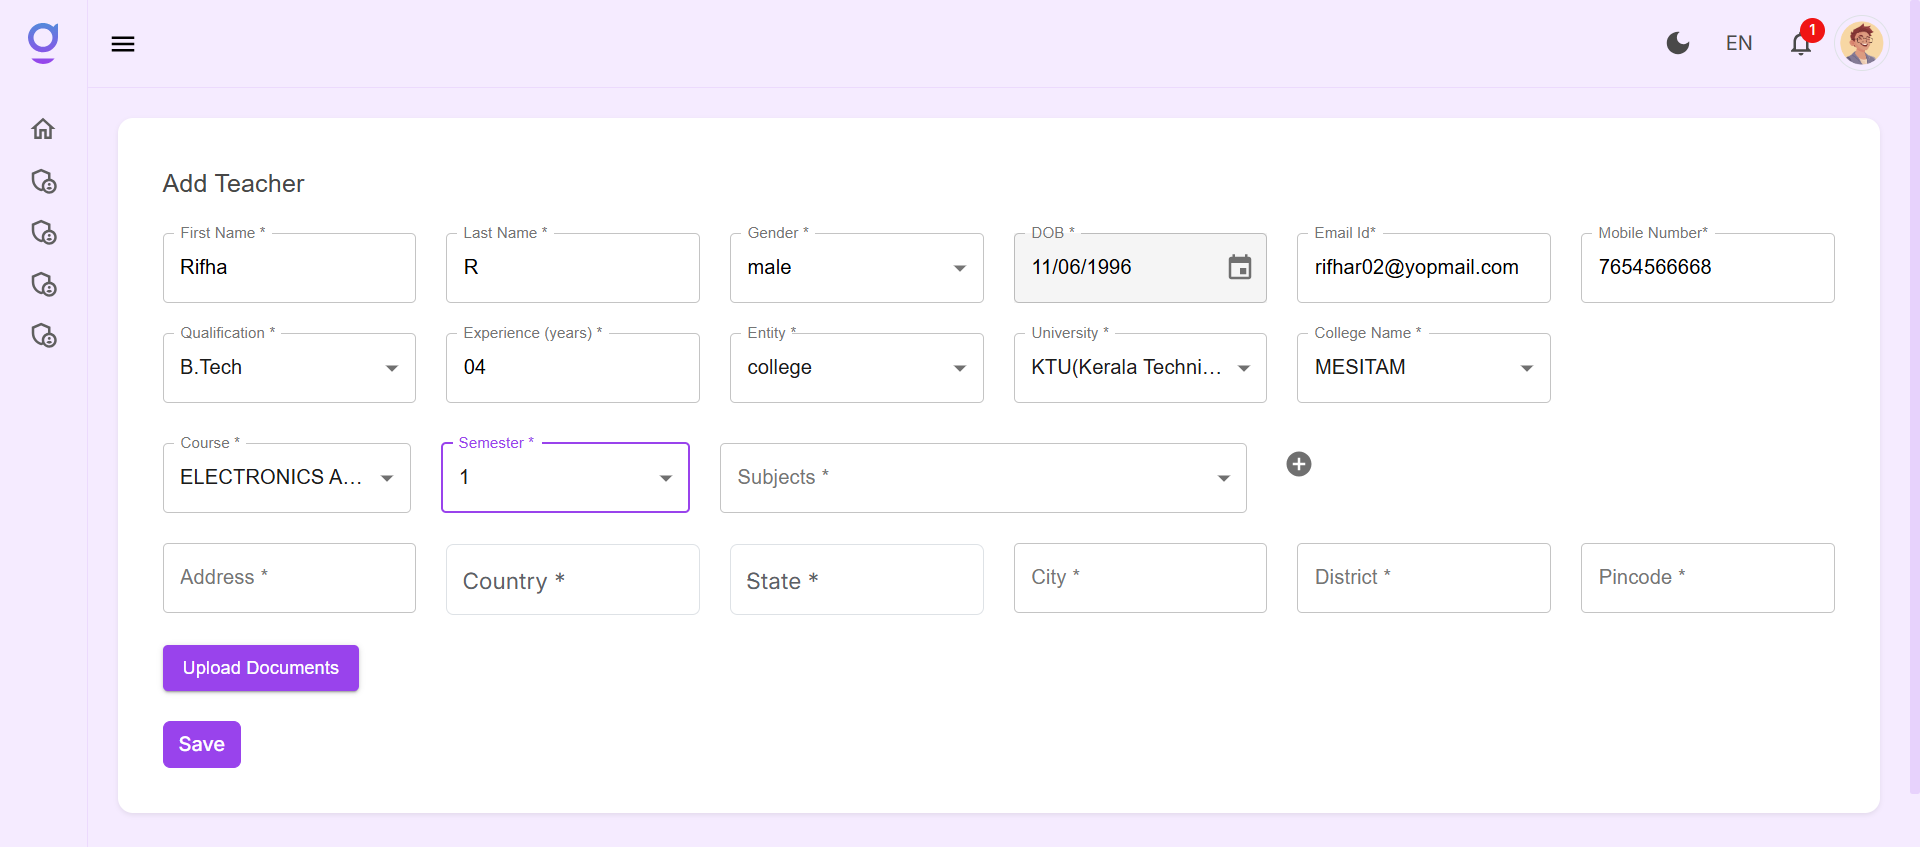 EN
1
Add Teacher
First Name *
Rifha
Last Name *
R
Gender *
male
DOB *
11/06/1996
Email Id*
rifhar02@yopmail.com
Mobile Number*
7654566668
Qualification *
B.Tech
Experience (years) *
04
Entity *
college
University *
KTU(Kerala Techni...
College Name *
MESITAM
Course *
ELECTRONICS A...
Semester *
1
Subjects *
Address *
Country *
State *
City *
District *
Pincode *
Upload Documents
Save